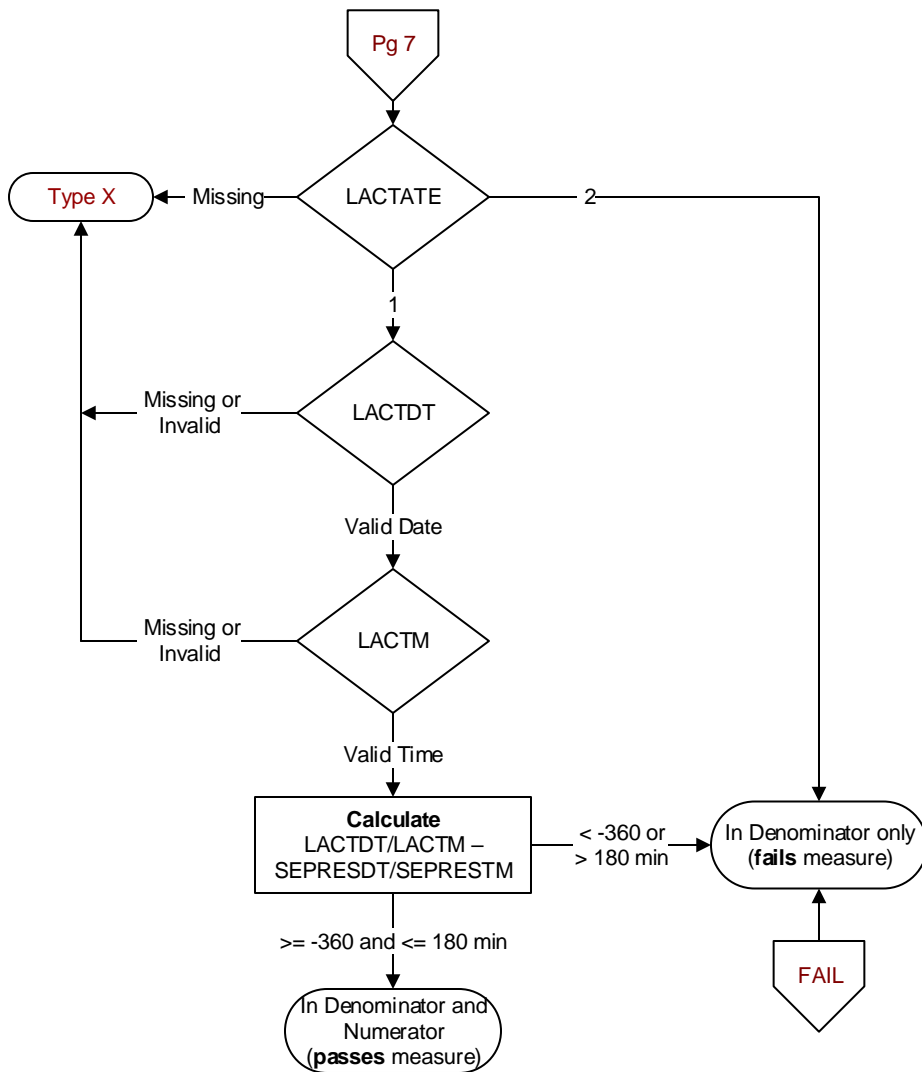 Pg 7
LACTATE
Type X
Missing
2
1
LACTDT
Missing or
Invalid
Valid Date
LACTM
Missing or
Invalid
Valid Time
Calculate
LACTDT/LACTM –
SEPRESDT/SEPRESTM
< -360 or
> 180 min
In Denominator only
(fails measure)
>= -360 and <= 180 min
In Denominator and
Numerator
(passes measure)
FAIL